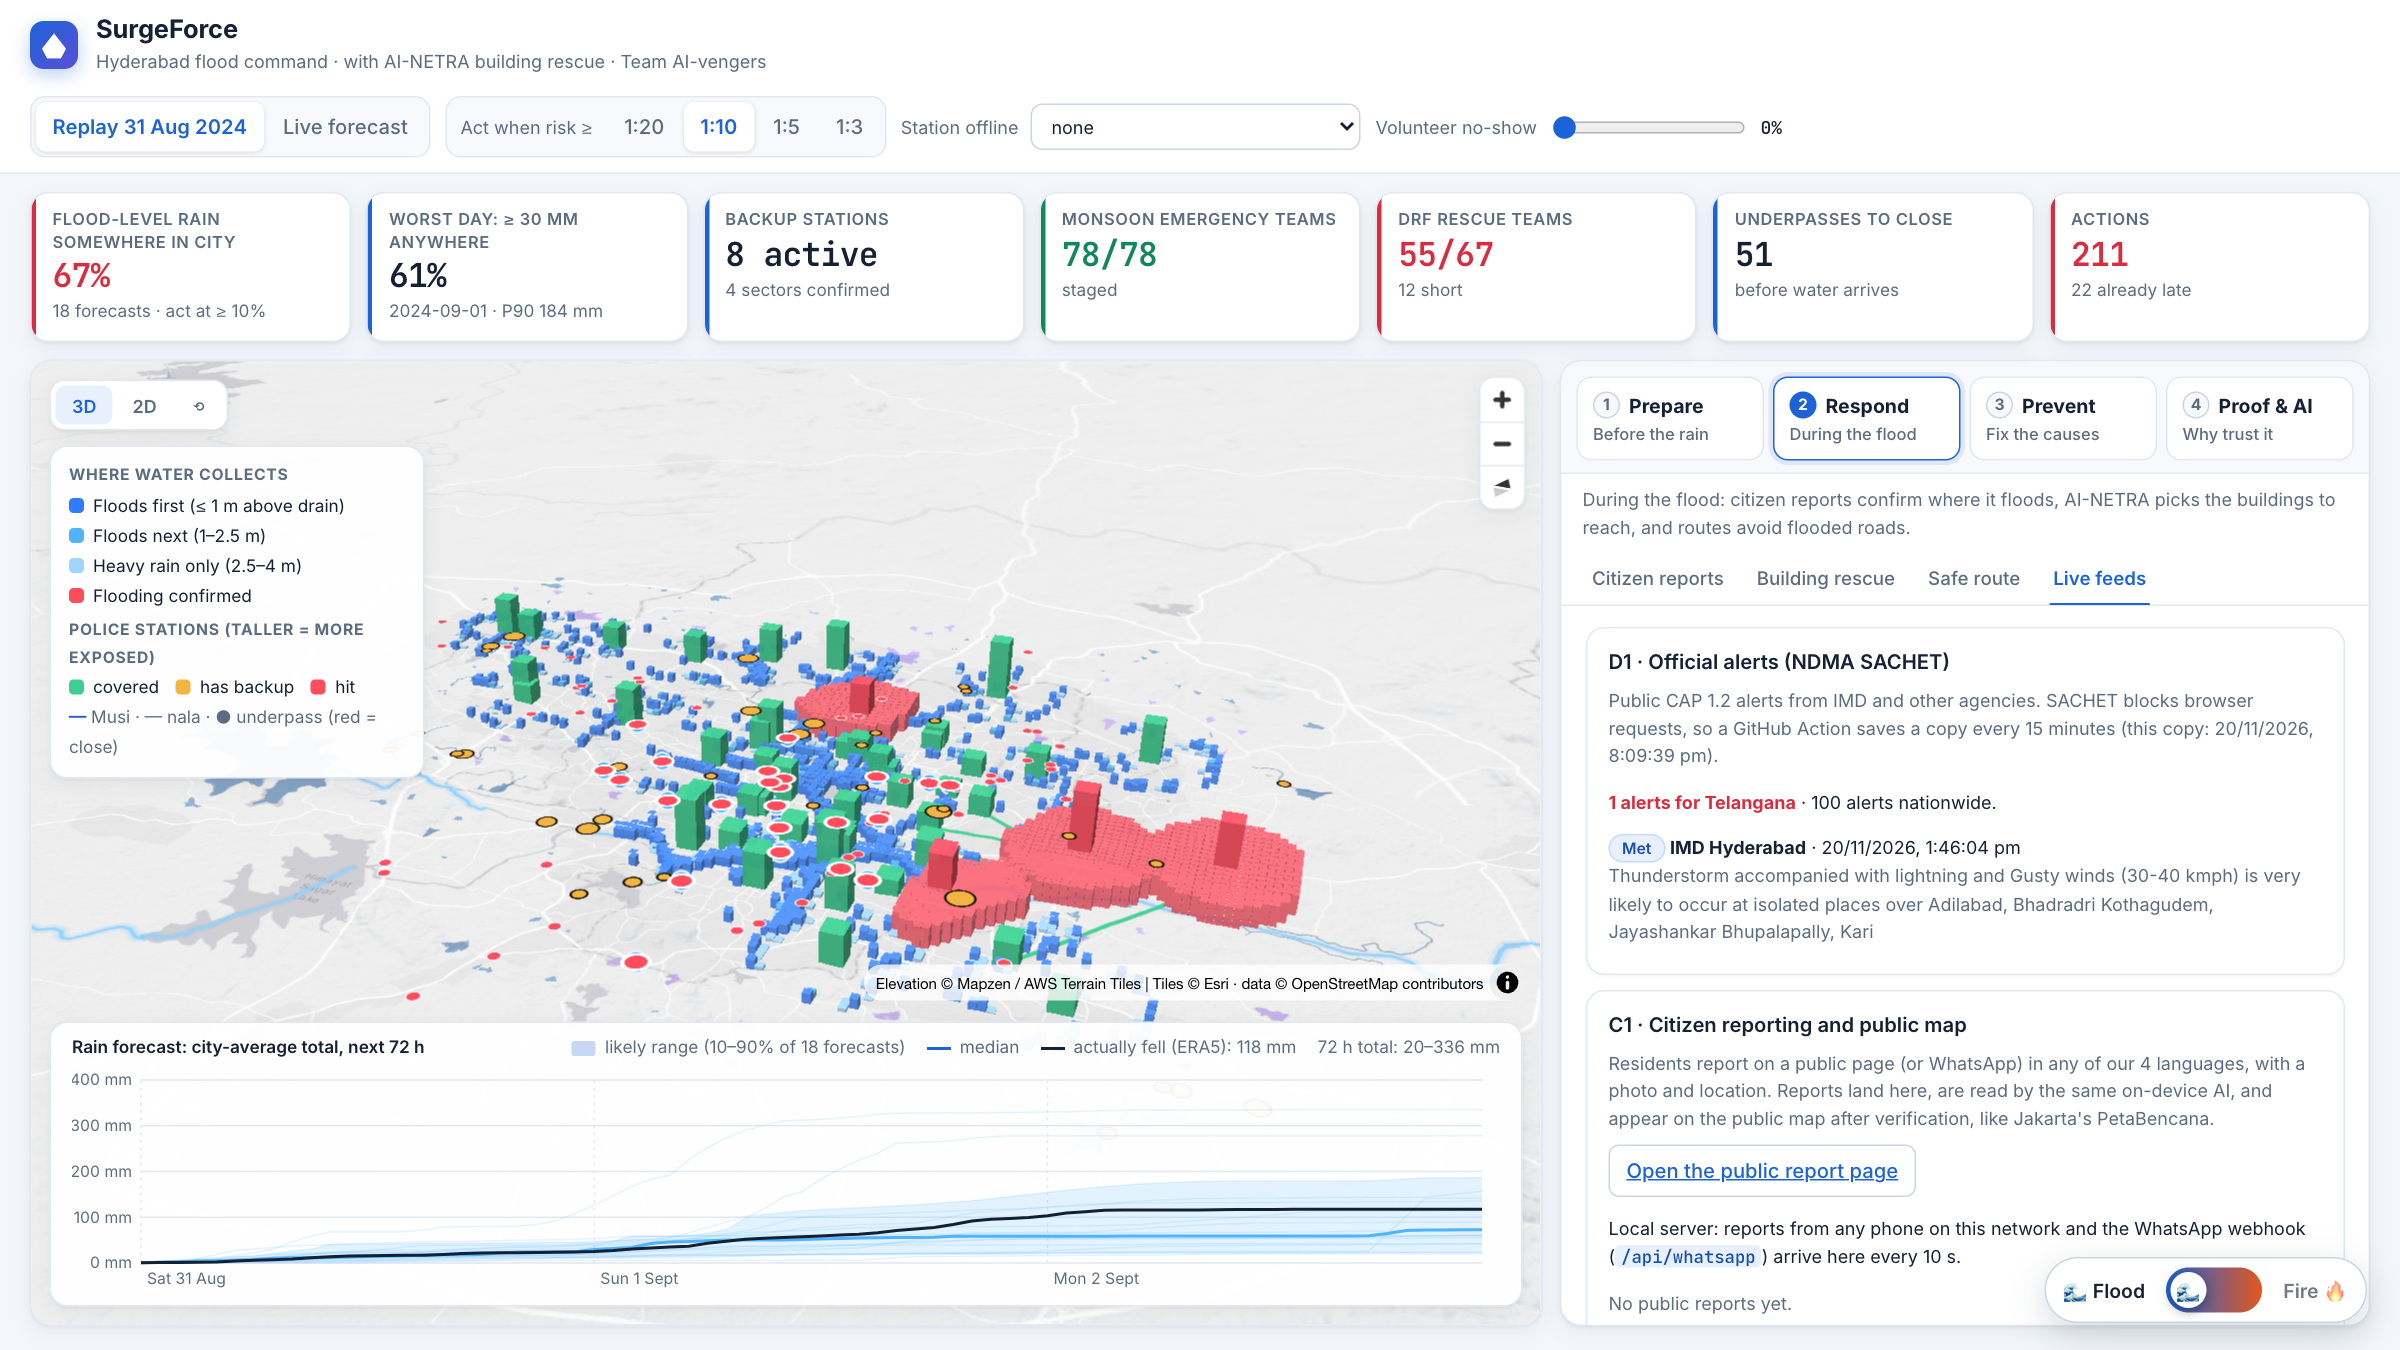 SurgeForce
Hyderabad flood command · with AI-NETRA building rescue · Team AI-vengers
Replay 31 Aug 2024
Live forecast
Act when risk ≥
1:20
1:10
1:5
1:3
Station offline
none
Volunteer no-show
0%
FLOOD-LEVEL RAIN
SOMEWHERE IN CITY
67%
18 forecasts · act at ≥ 10%
WORST DAY: ≥ 30 MM
ANYWHERE
61%
2024-09-01 · P90 184 mm
BACKUP STATIONS
8 active
4 sectors confirmed
MONSOON EMERGENCY TEAMS
78/78
staged
DRF RESCUE TEAMS
55/67
12 short
UNDERPASSES TO CLOSE
51
before water arrives
ACTIONS
211
22 already late
3D
2D
WHERE WATER COLLECTS
Floods first (≤ 1 m above drain)
Floods next (1–2.5 m)
Heavy rain only (2.5–4 m)
Flooding confirmed
POLICE STATIONS (TALLER = MORE
EXPOSED)
covered has backup hit
Musi · nala · underpass (red =
close)
Elevation © Mapzen / AWS Terrain Tiles | Tiles © Esri · data © OpenStreetMap contributors
Rain forecast: city-average total, next 72 h
likely range (10–90% of 18 forecasts)
median
actually fell (ERA5): 118 mm
72 h total: 20–336 mm
400 mm
300 mm
200 mm
100 mm
0 mm
Sat 31 Aug
Sun 1 Sept
Mon 2 Sept
1 Prepare
Before the rain
2 Respond
During the flood
3 Prevent
Fix the causes
4 Proof & AI
Why trust it
During the flood: citizen reports confirm where it floods, AI-NETRA picks the buildings to
reach, and routes avoid flooded roads.
Citizen reports
Building rescue
Safe route
Live feeds
D1 · Official alerts (NDMA SACHET)
Public CAP 1.2 alerts from IMD and other agencies. SACHET blocks browser
requests, so a GitHub Action saves a copy every 15 minutes (this copy: 20/11/2026,
8:09:39 pm).
1 alerts for Telangana · 100 alerts nationwide.
Met IMD Hyderabad · 20/11/2026, 1:46:04 pm
Thunderstorm accompanied with lightning and Gusty winds (30-40 kmph) is very
likely to occur at isolated places over Adilabad, Bhadradri Kothagudem,
Jayashankar Bhupalapally, Kari
C1 · Citizen reporting and public map
Residents report on a public page (or WhatsApp) in any of our 4 languages, with a
photo and location. Reports land here, are read by the same on-device AI, and
appear on the public map after verification, like Jakarta's PetaBencana.
Open the public report page
Local server: reports from any phone on this network and the WhatsApp webhook
(/api/whatsapp) arrive here every 10 s.
No public reports yet.
Flood
Fire